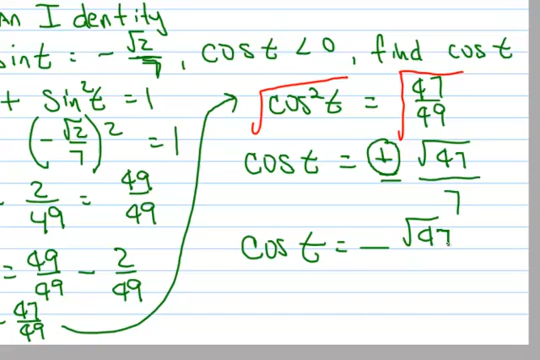 an I identity
sint = - √2/7 , cost < 0 , find cost
+ sin²t = 1
(- √2/7)² = 1
2/49 = 49/49
= 49/49 - 2/49
47/49
√cos²t = √47/49
cost = ± √47/7
cost = - √47